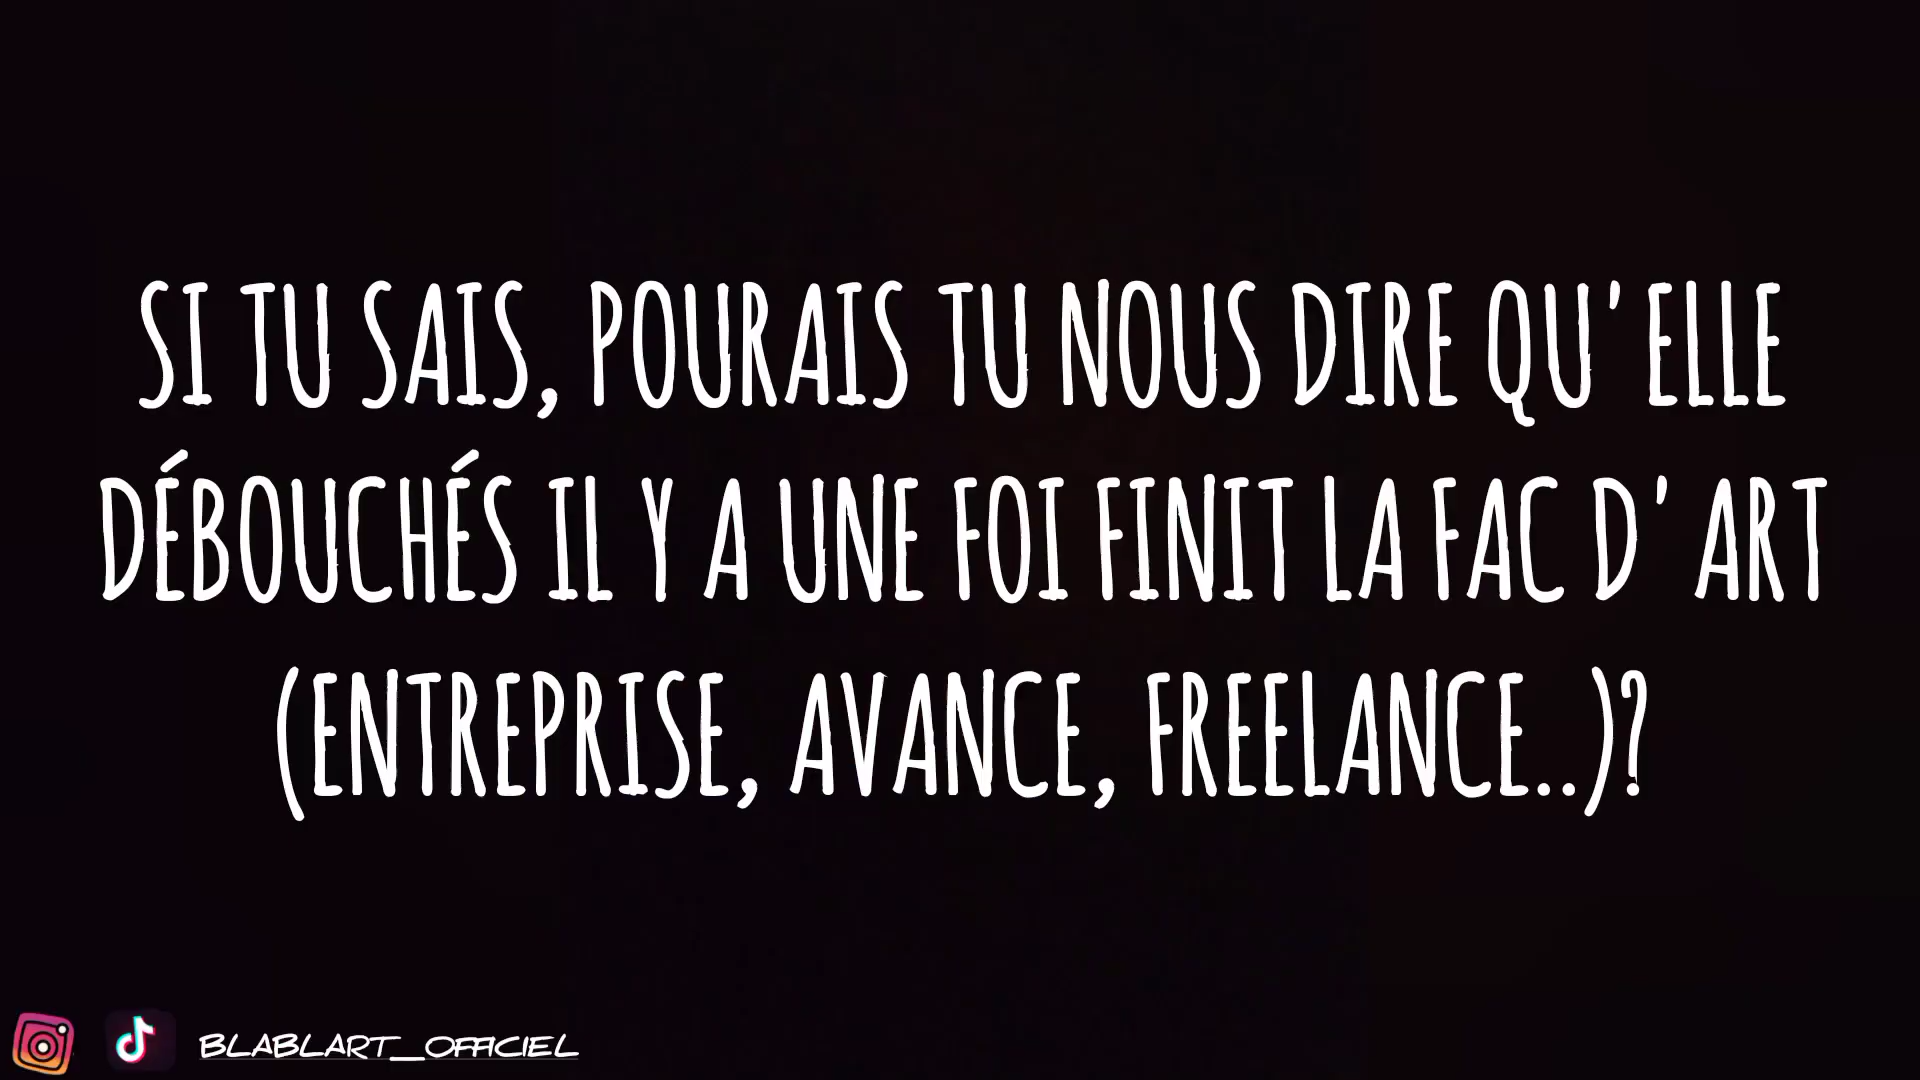 SI TU SAIS, POURAIS TU NOUS DIRE QU'ELLE
DÉBOUCHÉS IL Y A UNE FOI FINIT LA FAC D' ART
(ENTREPRISE, AVANCE, FREELANCE..)?
BLABLART_OFFICIEL